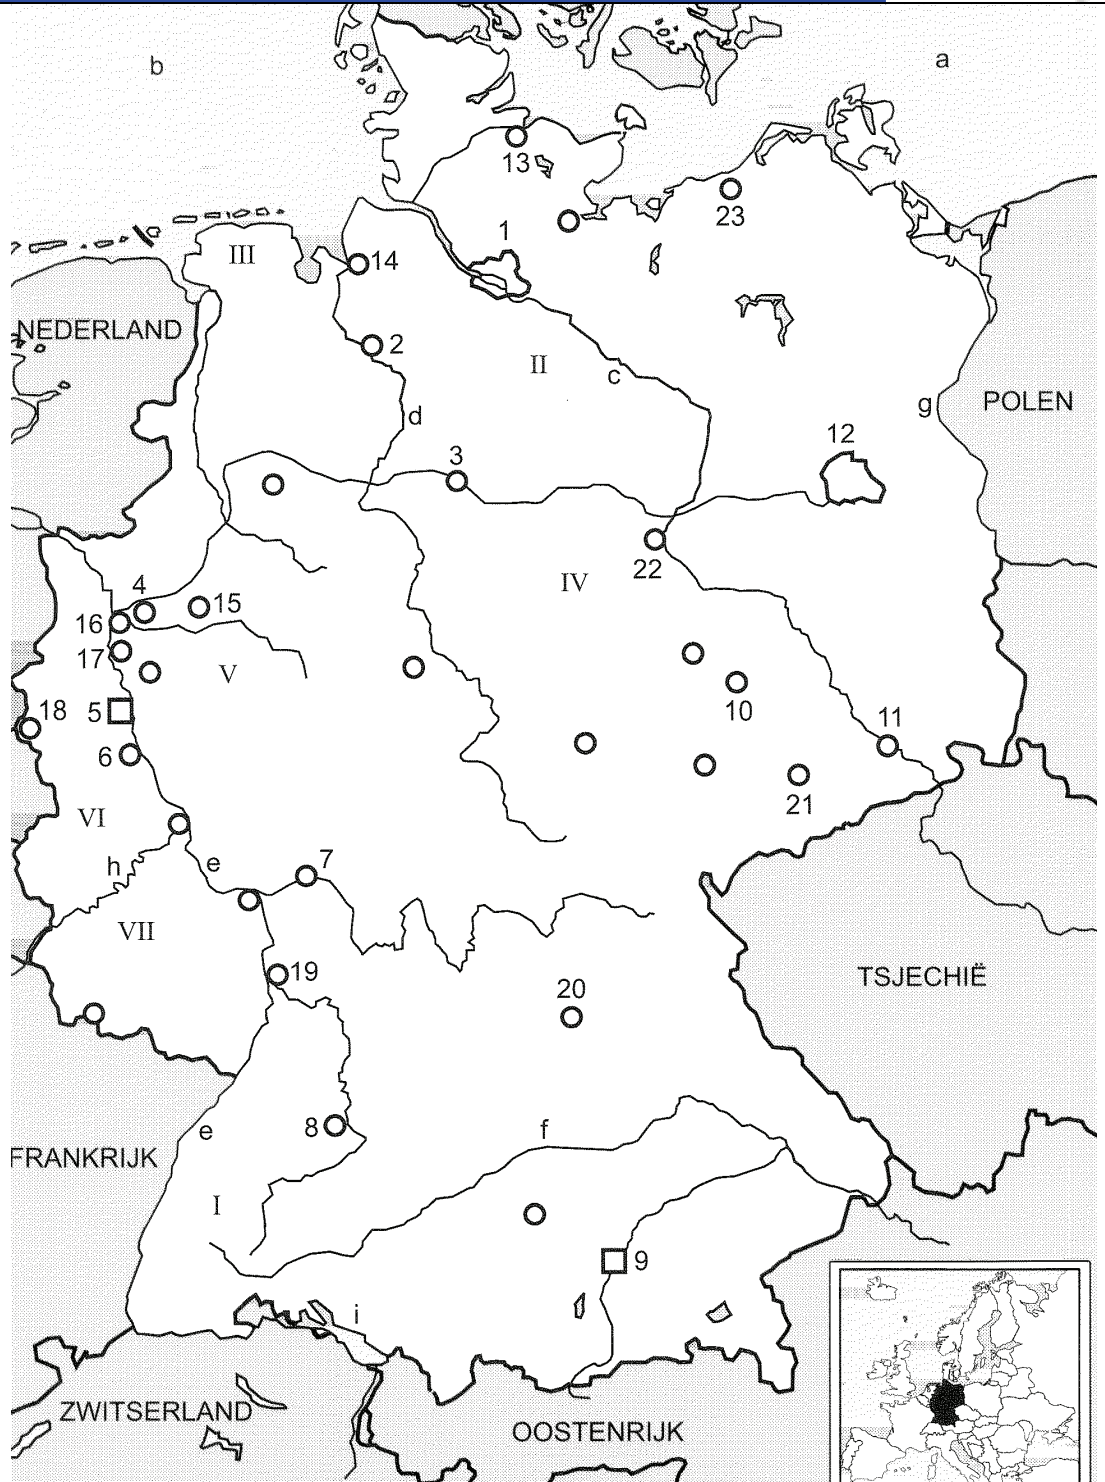 b
a
13
23
1
III
14
NEDERLAND
2
II
c
d
g
POLEN
12
3
22
IV
4
15
16
17
V
18
5
10
11
6
21
VI
7
h
e
VII
19
TSJECHIË
20
e
8
f
FRANKRIJK
I
9
i
ZWITSERLAND
OOSTENRIJK